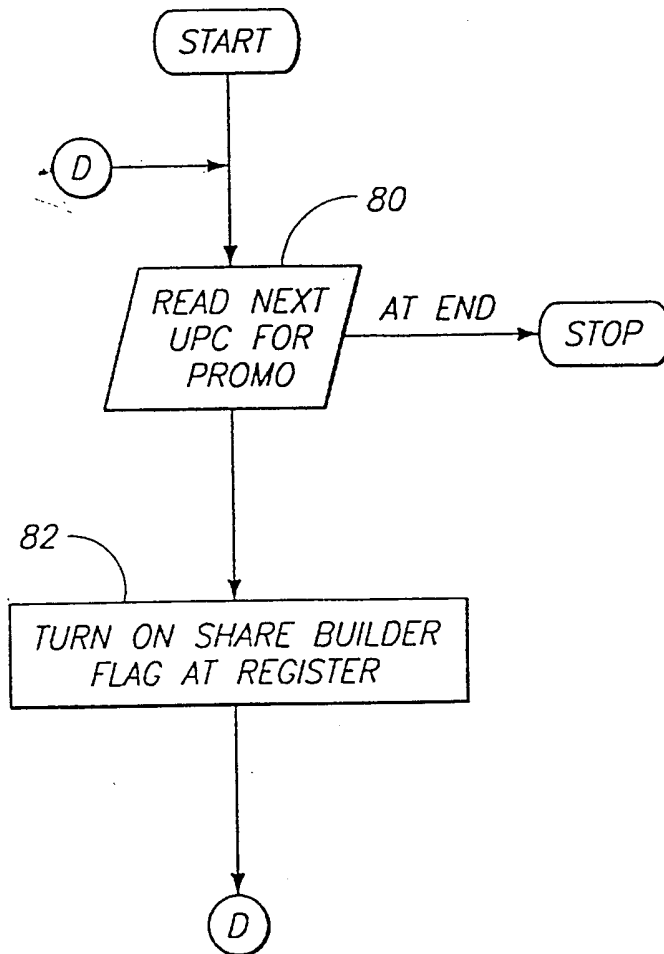 START
D
80
READ NEXT
UPC FOR
PROMO
AT END
STOP
82
TURN ON SHARE BUILDER
FLAG AT REGISTER
D